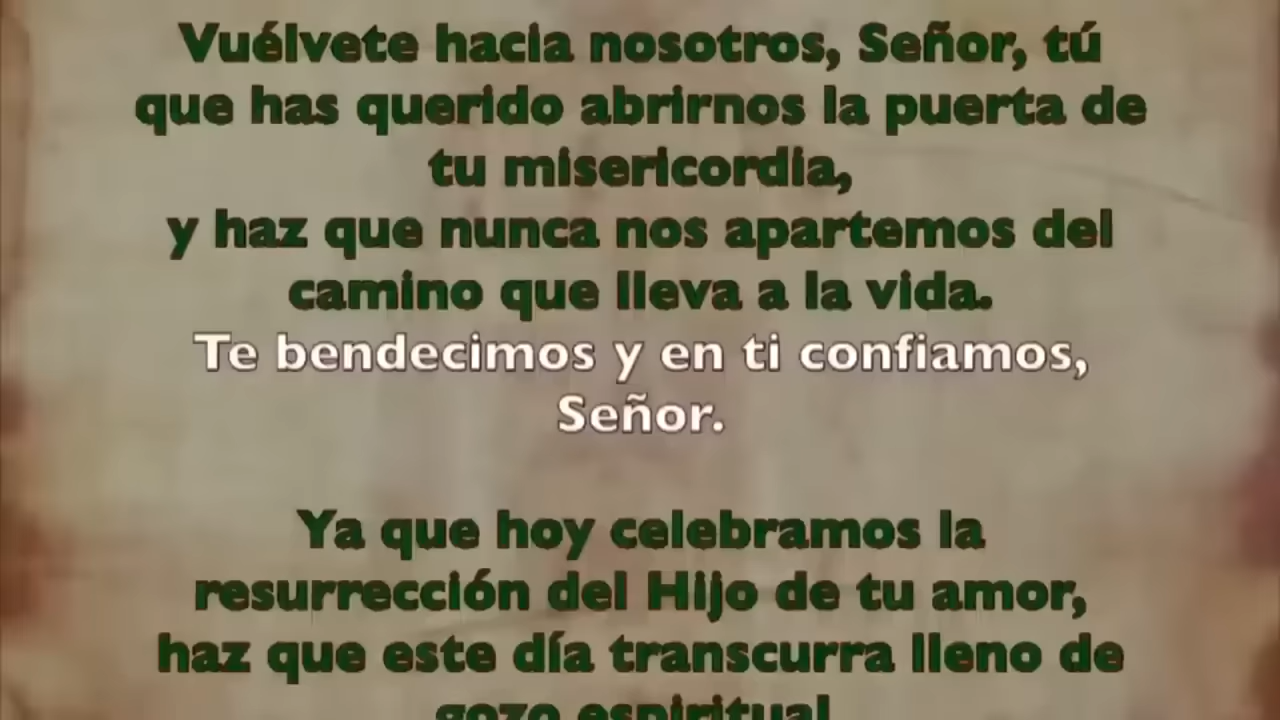 Vuélvete hacia nosotros, Señor, tú
que has querido abrirnos la puerta de
tu misericordia,
y haz que nunca nos apartemos del
camino que lleva a la vida.
Te bendecimos y en ti confiamos,
Señor.
Ya que hoy celebramos la
resurrección del Hijo de tu amor,
haz que este día transcurra lleno de
gozo espiritual